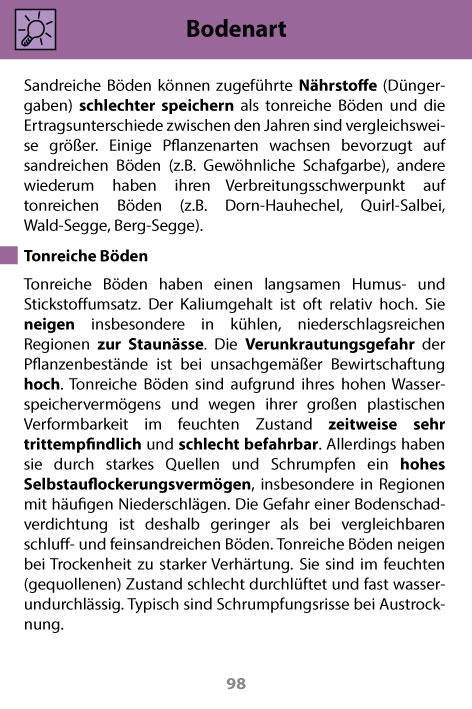 Bodenart
Sandreiche Böden können zugeführte Nährstoffe (Dünger-
gaben) schlechter speichern als tonreiche Böden und die
Ertragsunterschiede zwischen den Jahren sind vergleichswei-
se größer. Einige Pflanzenarten wachsen bevorzugt auf
sandreichen Böden (z.B. Gewöhnliche Schafgarbe), andere
wiederum haben ihren Verbreitungsschwerpunkt auf
tonreichen Böden (z.B. Dorn-Hauhechel, Quirl-Salbei,
Wald-Segge, Berg-Segge).
Tonreiche Böden
Tonreiche Böden haben einen langsamen Humus- und
Stickstoffumsatz. Der Kaliumgehalt ist oft relativ hoch. Sie
neigen insbesondere in kühlen, niederschlagsreichen
Regionen zur Staunässe. Die Verunkrautungsgefahr der
Pflanzenbestände ist bei unsachgemäßer Bewirtschaftung
hoch. Tonreiche Böden sind aufgrund ihres hohen Wasser-
speichervermögens und wegen ihrer großen plastischen
Verformbarkeit im feuchten Zustand zeitweise sehr
trittempfindlich und schlecht befahrbar. Allerdings haben
sie durch starkes Quellen und Schrumpfen ein hohes
Selbstauflockerungsvermögen, insbesondere in Regionen
mit häufigen Niederschlägen. Die Gefahr einer Bodenschad-
verdichtung ist deshalb geringer als bei vergleichbaren
schluff- und feinsandreichen Böden. Tonreiche Böden neigen
bei Trockenheit zu starker Verhärtung. Sie sind im feuchten
(gequollenen) Zustand schlecht durchlüftet und fast wasser-
undurchlässig. Typisch sind Schrumpfungsrisse bei Austrock-
nung.
98